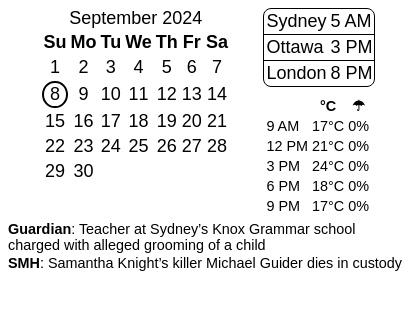 September 2024
Su Mo Tu We Th Fr Sa
1 2 3 4 5 6 7
8 9 10 11 12 13 14
15 16 17 18 19 20 21
22 23 24 25 26 27 28
29 30
Sydney 5 AM
Ottawa 3 PM
London 8 PM
°C ☂
9 AM 17°C 0%
12 PM 21°C 0%
3 PM 24°C 0%
6 PM 18°C 0%
9 PM 17°C 0%
Guardian: Teacher at Sydney’s Knox Grammar school
charged with alleged grooming of a child
SMH: Samantha Knight’s killer Michael Guider dies in custody